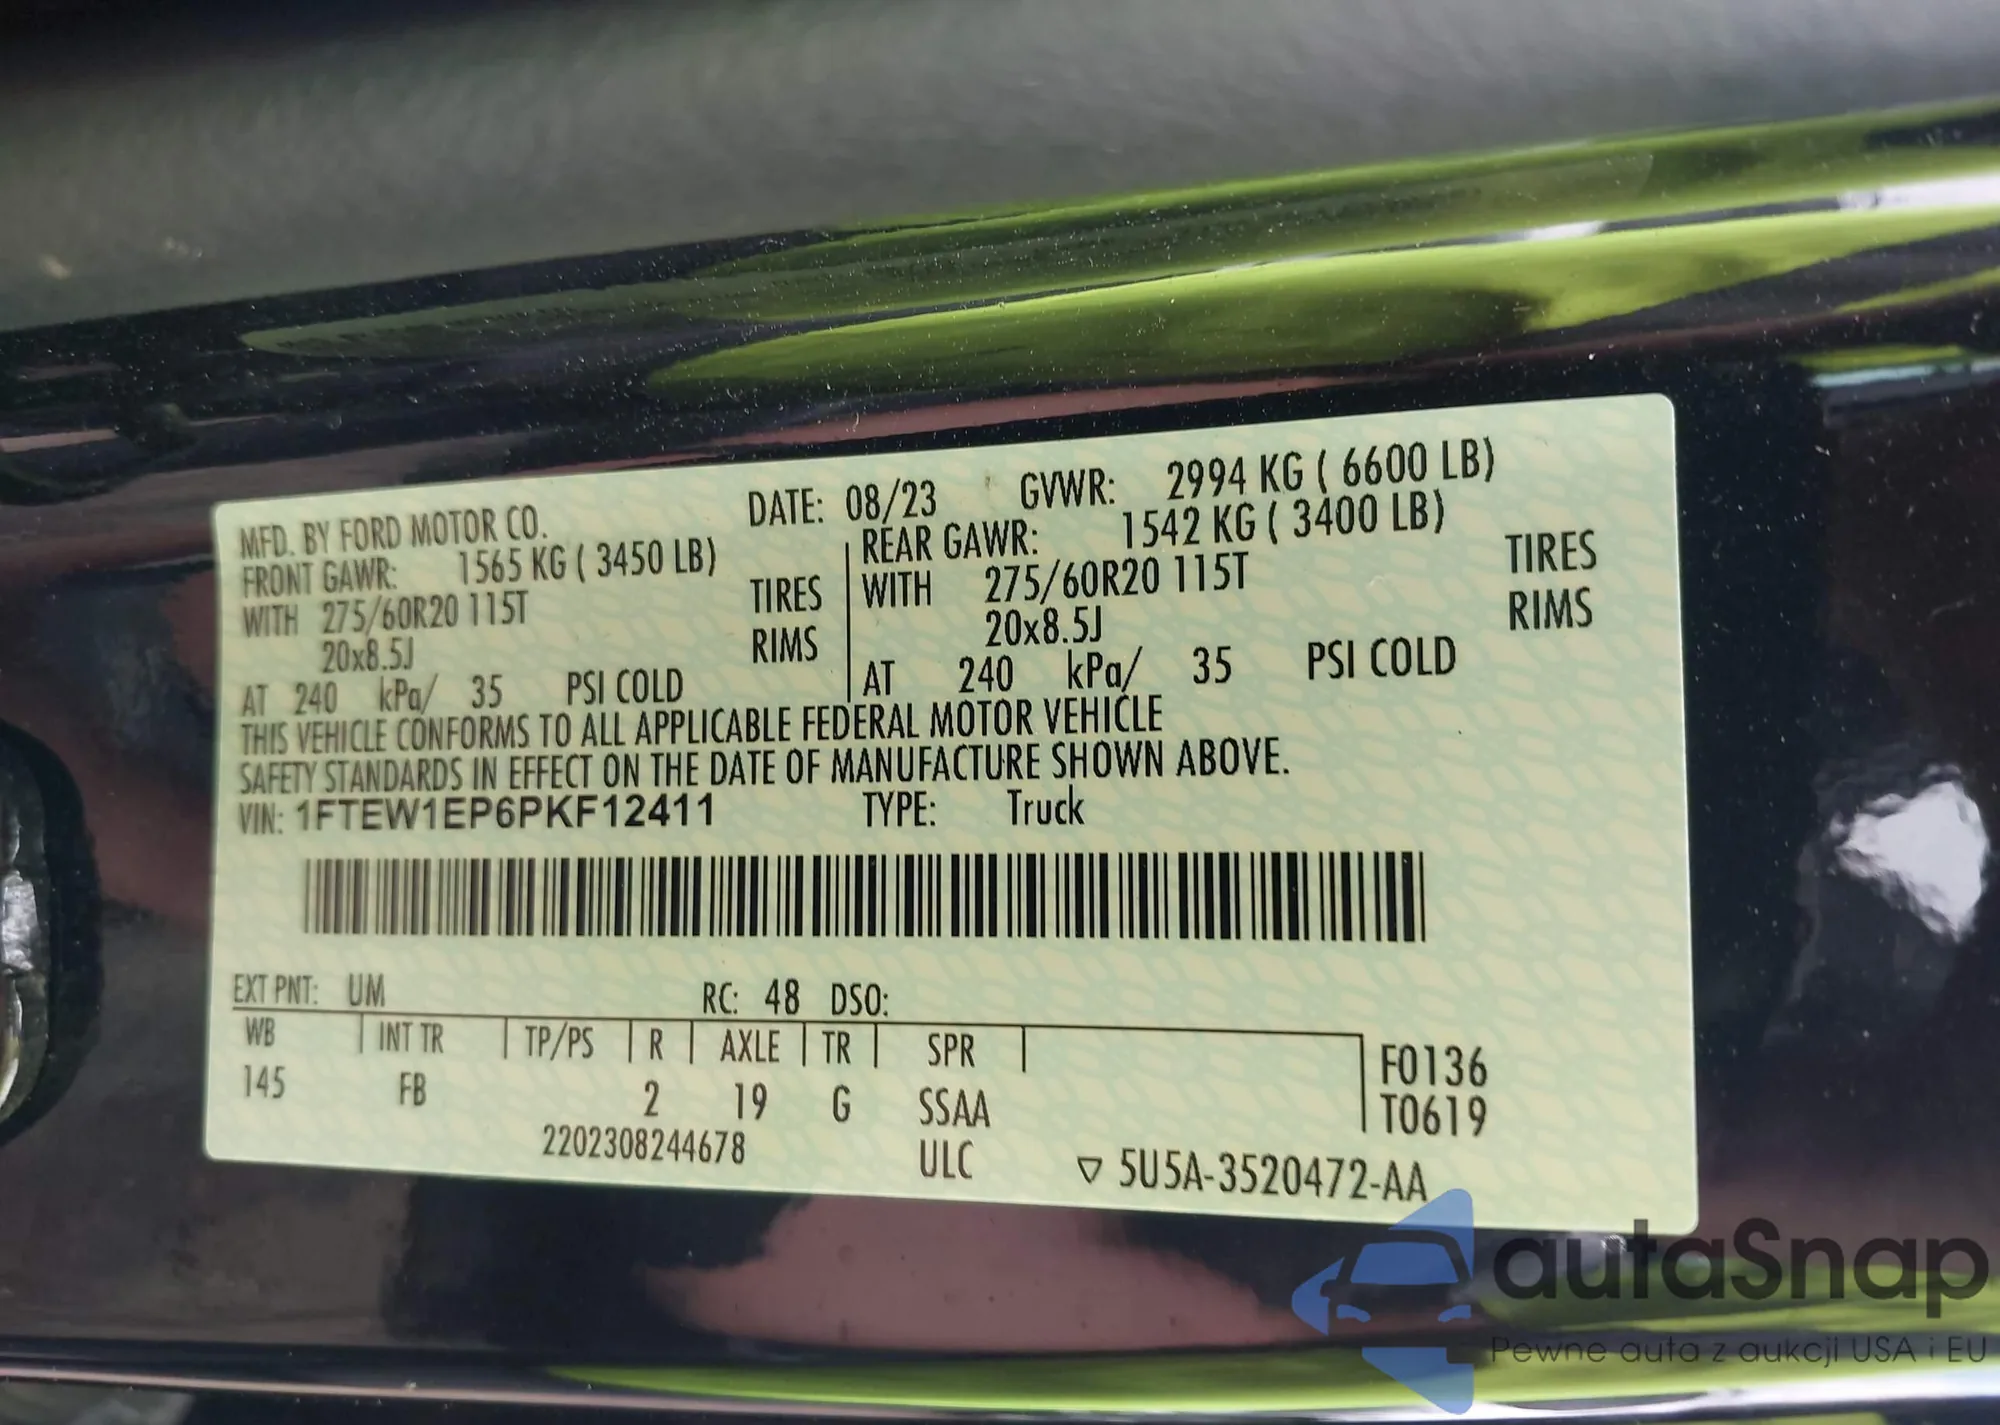 MFD. BY FORD MOTOR CO. DATE: 08/23 GVWR: 2994 KG ( 6600 LB)
FRONT GAWR: 1565 KG ( 3450 LB) REAR GAWR: 1542 KG ( 3400 LB)
WITH 275/60R20 115T TIRES WITH 275/60R20 115T TIRES
20x8.5J RIMS 20x8.5J RIMS
AT 240 kPa/ 35 PSI COLD AT 240 kPa/ 35 PSI COLD
THIS VEHICLE CONFORMS TO ALL APPLICABLE FEDERAL MOTOR VEHICLE
SAFETY STANDARDS IN EFFECT ON THE DATE OF MANUFACTURE SHOWN ABOVE.
VIN: 1FTEW1EP6PKF12411 TYPE: Truck
EXT PNT: UM RC: 48 DSO:
WB INT TR TP/PS R AXLE TR SPR F0136
145 FB 2 19 G SSAA T0619
2202308244678 ULC ▽ 5U5A-3520472-AA
autaSnap
Pewne auta z aukcji USA i EU